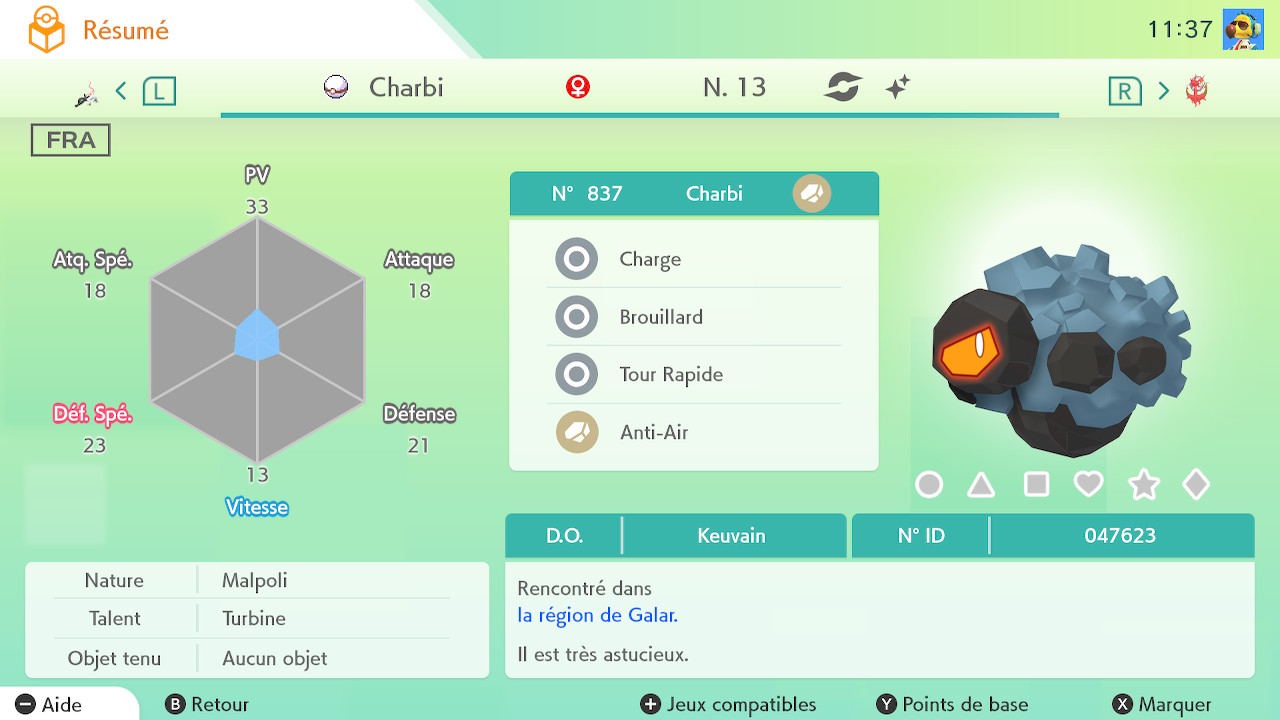 Résumé
11:37
L
Charbi
N. 13
R
FRA
PV
33
Atq. Spé.
18
Attaque
18
Déf. Spé.
23
Défense
21
13
Vitesse
N° 837 Charbi
Charge
Brouillard
Tour Rapide
Anti-Air
D.O. Keuvain N° ID 047623
Rencontré dans
la région de Galar.
Il est très astucieux.
Nature Malpoli
Talent Turbine
Objet tenu Aucun objet
Aide
B Retour
Jeux compatibles
Y Points de base
X Marquer